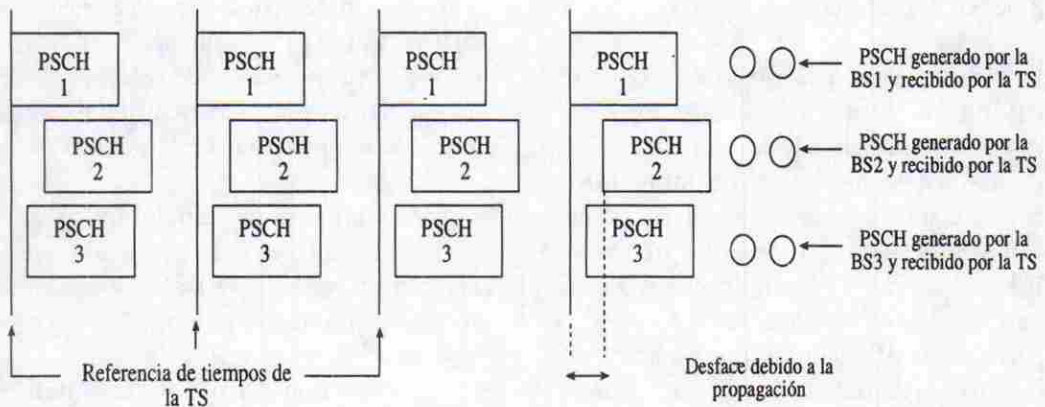 PSCH
1
PSCH
1
PSCH
1
PSCH
1
PSCH generado por la
BS1 y recibido por la TS
PSCH
2
PSCH
2
PSCH
2
PSCH
2
PSCH generado por la
BS2 y recibido por la TS
PSCH
3
PSCH
3
PSCH
3
PSCH
3
PSCH generado por la
BS3 y recibido por la TS
Referencia de tiempos de
la TS
Desface debido a la
propagación